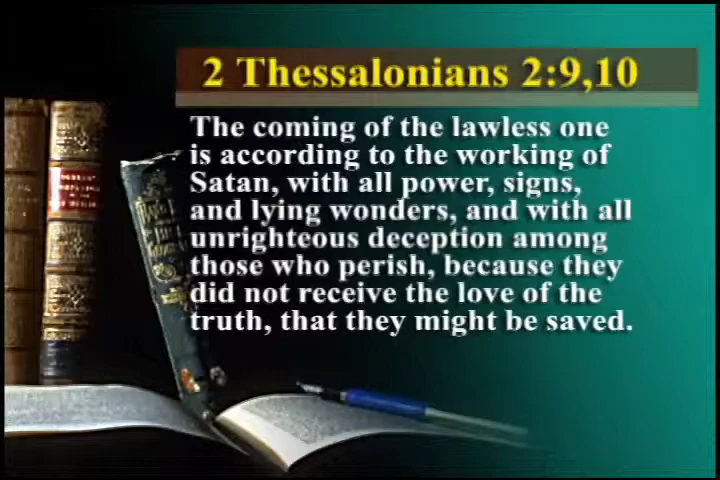 2 Thessalonians 2:9,10
The coming of the lawless one
is according to the working of
Satan, with all power, signs,
and lying wonders, and with all
unrighteous deception among
those who perish, because they
did not receive the love of the
truth, that they might be saved.